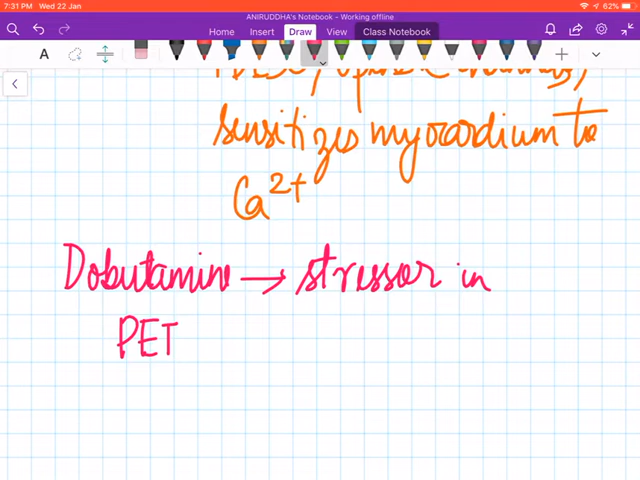 7:31 PM Wed 22 Jan
ANIRUDDHA's Notebook - Working offline
62%
Home Insert Draw View Class Notebook
A
sensitizes myocardium to
Ca2+
Dobutamine → stressor in
PET